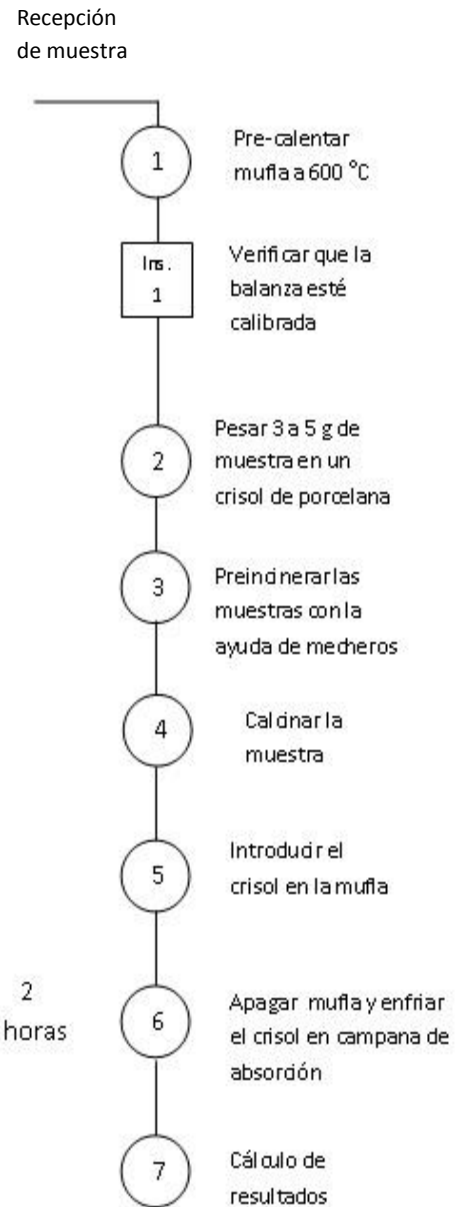 Recepción
de muestra
1
Pre-calentar
mufla a 600 °C
Ins.
1
Verificar que la
balanza esté
calibrada
2
Pesar 3 a 5 g de
muestra en un
crisol de porcelana
3
Preincinerar las
muestras con la
ayuda de mecheros
4
Calcinar la
muestra
5
Introducir el
crisol en la mufla
2
horas
6
Apagar mufla y enfriar
el crisol en campana de
absorción
7
Cálculo de
resultados